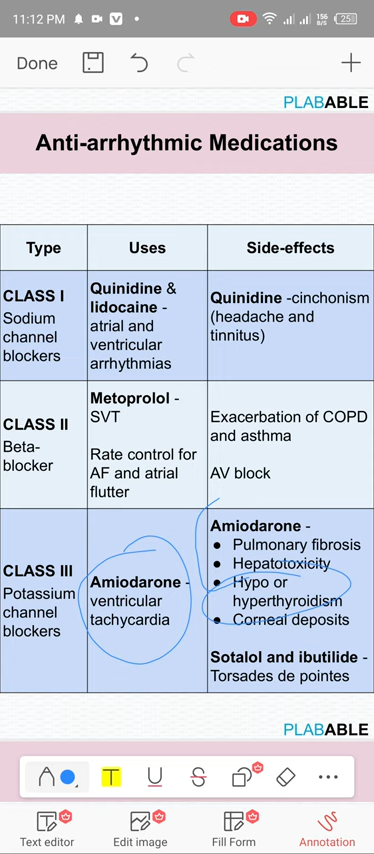 11:12 PM
156
B/S
25
Done
PLABABLE
Anti-arrhythmic Medications
Type
Uses
Side-effects
CLASS I
Sodium
channel
blockers
Quinidine &
lidocaine -
atrial and
ventricular
arrhythmias
Quinidine -cinchonism
(headache and
tinnitus)
CLASS II
Beta-
blocker
Metoprolol -
SVT
Rate control for
AF and atrial
flutter
Exacerbation of COPD
and asthma
AV block
CLASS III
Potassium
channel
blockers
Amiodarone -
ventricular
tachycardia
Amiodarone -
● Pulmonary fibrosis
● Hepatotoxicity
● Hypo or
hyperthyroidism
● Corneal deposits
Sotalol and ibutilide -
Torsades de pointes
PLABABLE
T
U
S
Text editor
Edit image
Fill Form
Annotation